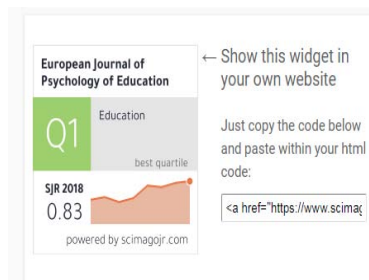 European Journal of
Psychology of Education
Q1
Education
best quartile
SJR 2018
0.83
powered by scimagojr.com
← Show this widget in
your own website
Just copy the code below
and paste within your html
code:
<a href="https://www.scimag